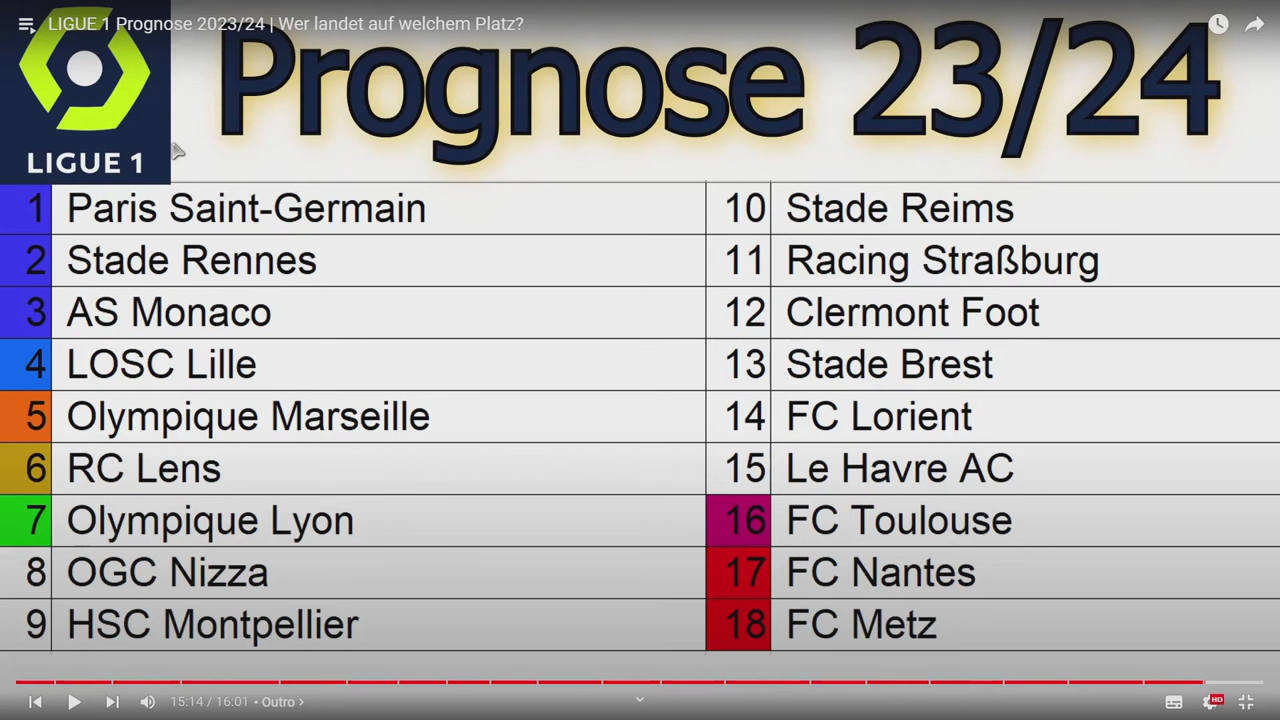 LIGUE 1 Prognose 2023/24 | Wer landet auf welchem Platz?
Prognose 23/24
LIGUE 1
1 Paris Saint-Germain
2 Stade Rennes
3 AS Monaco
4 LOSC Lille
5 Olympique Marseille
6 RC Lens
7 Olympique Lyon
8 OGC Nizza
9 HSC Montpellier
10 Stade Reims
11 Racing Straßburg
12 Clermont Foot
13 Stade Brest
14 FC Lorient
15 Le Havre AC
16 FC Toulouse
17 FC Nantes
18 FC Metz
15:14 / 16:01 • Outro
HD